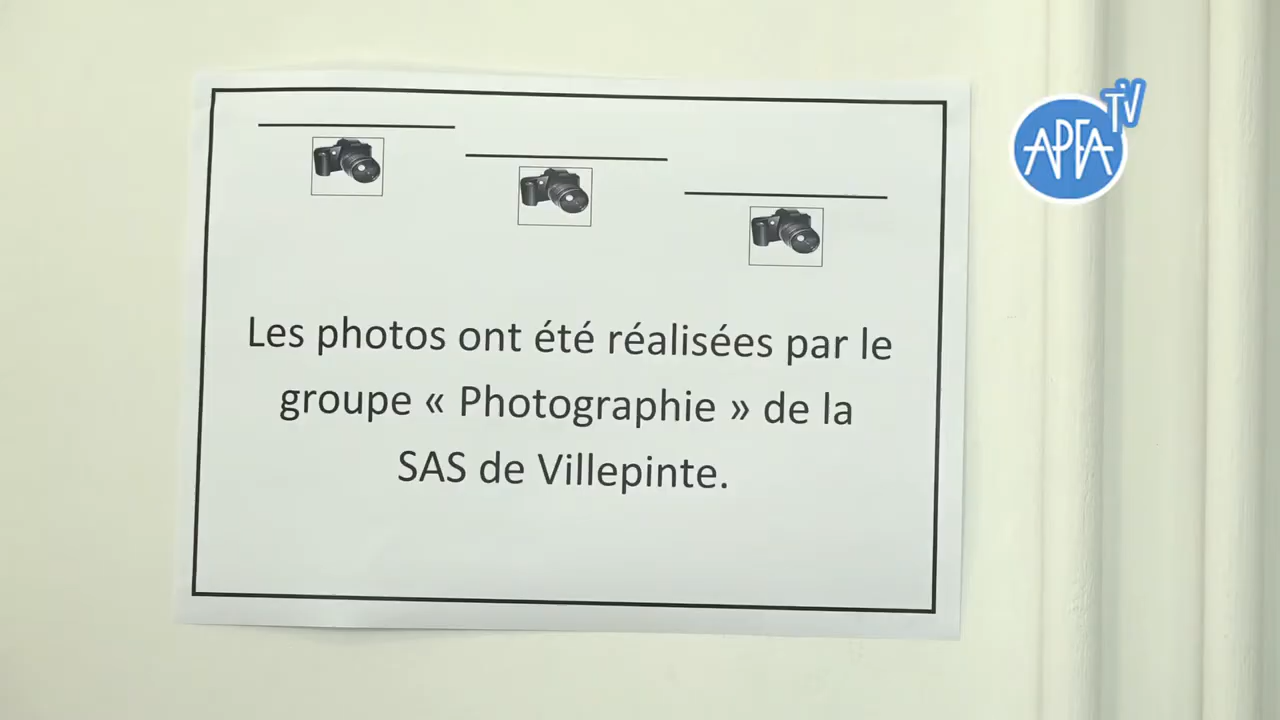 APFA TV
Les photos ont été réalisées par le
groupe « Photographie » de la
SAS de Villepinte.